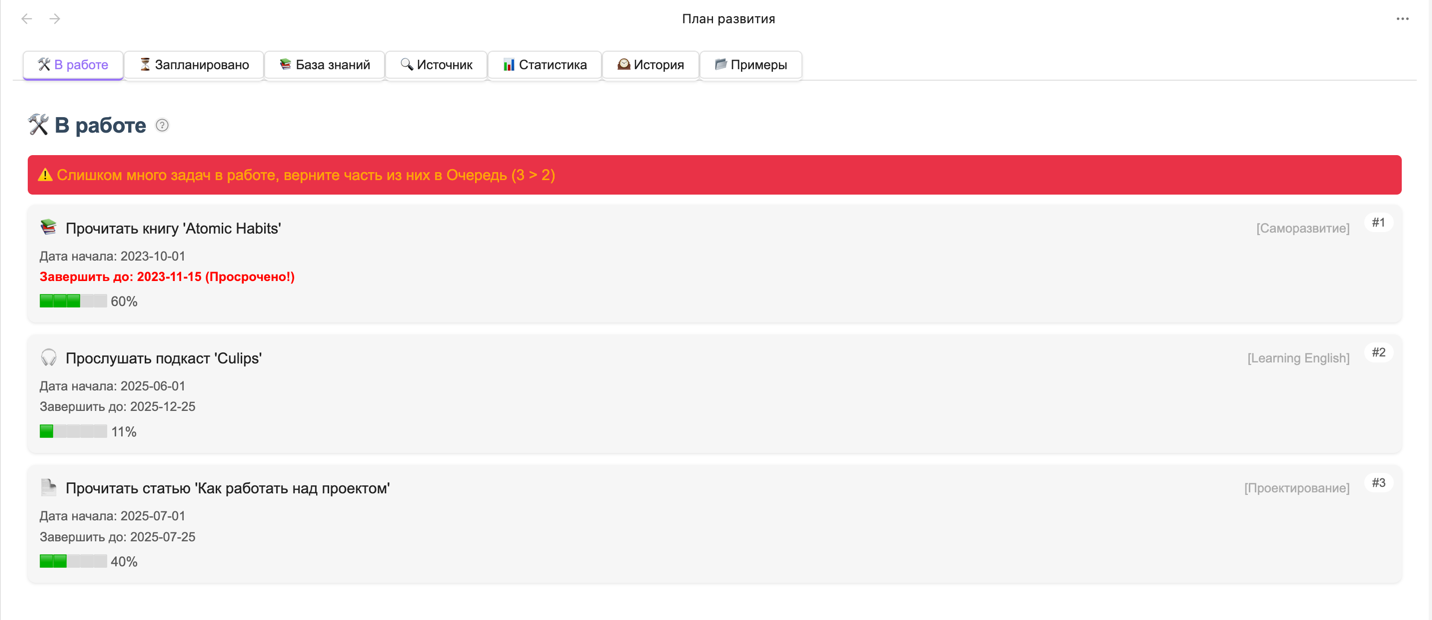 План развития
🛠 В работе
⏳ Запланировано
📚 База знаний
🔍 Источник
📊 Статистика
🕰 История
📂 Примеры
🛠 В работе
⚠ Слишком много задач в работе, верните часть из них в Очередь (3 > 2)
📚 Прочитать книгу 'Atomic Habits' [Саморазвитие] #1
Дата начала: 2023-10-01
Завершить до: 2023-11-15 (Просрочено!)
60%
🎧 Прослушать подкаст 'Culips' [Learning English] #2
Дата начала: 2025-06-01
Завершить до: 2025-12-25
11%
📄 Прочитать статью 'Как работать над проектом' [Проектирование] #3
Дата начала: 2025-07-01
Завершить до: 2025-07-25
40%